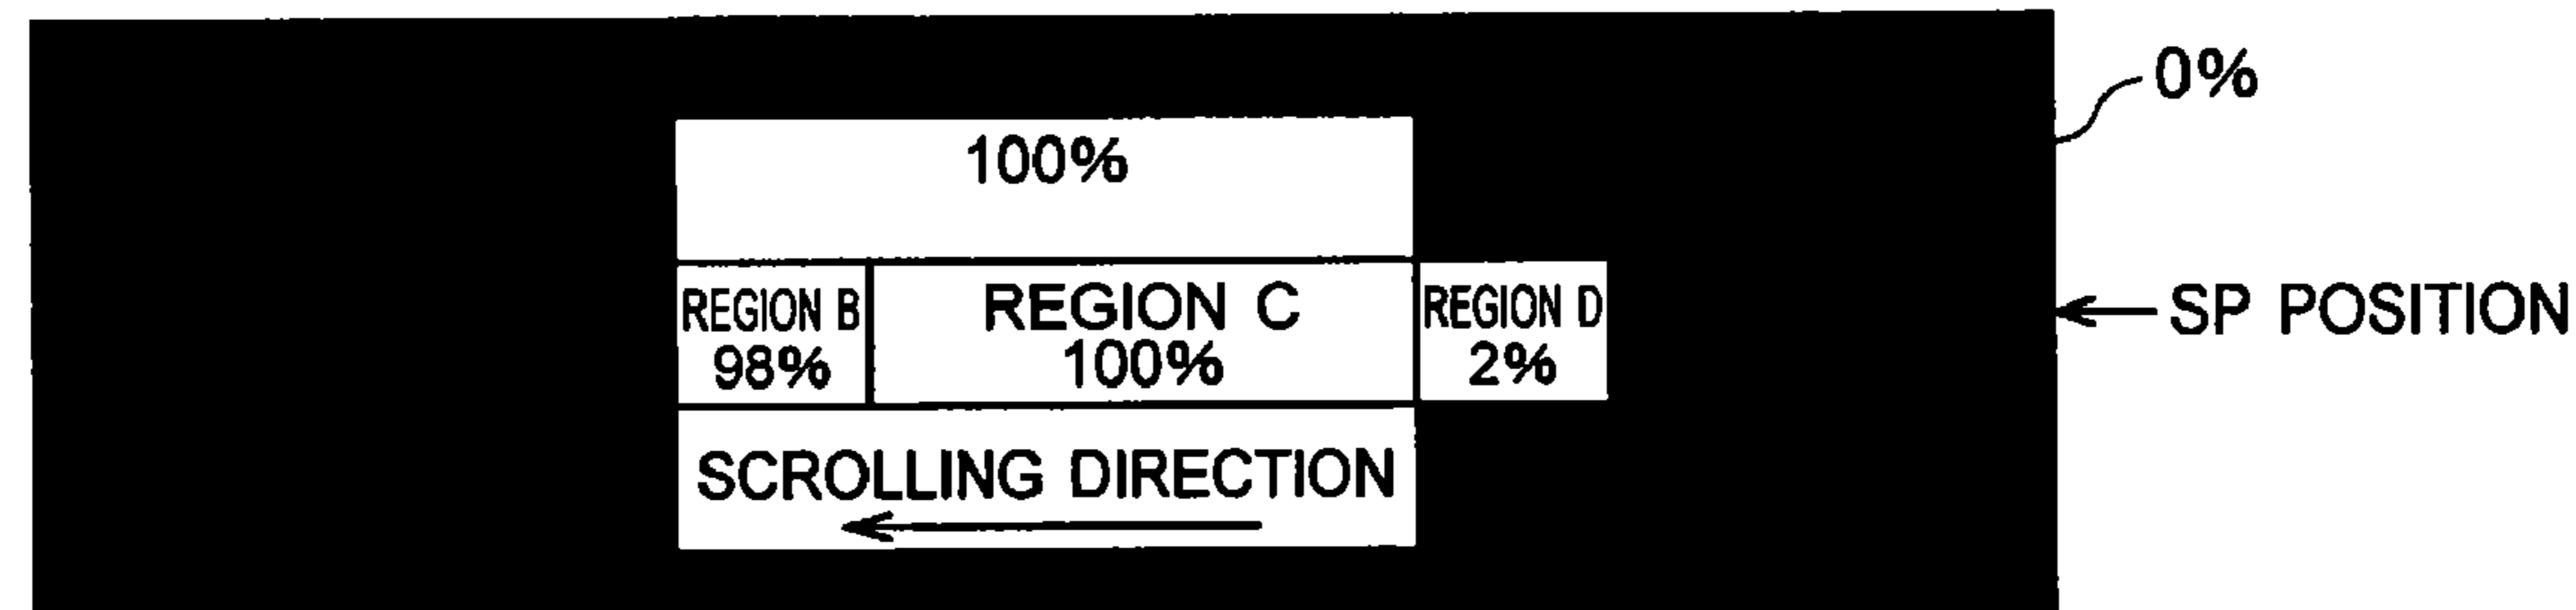 0%
100%
REGION B
98%
REGION C
100%
REGION D
2%
SP POSITION
SCROLLING DIRECTION